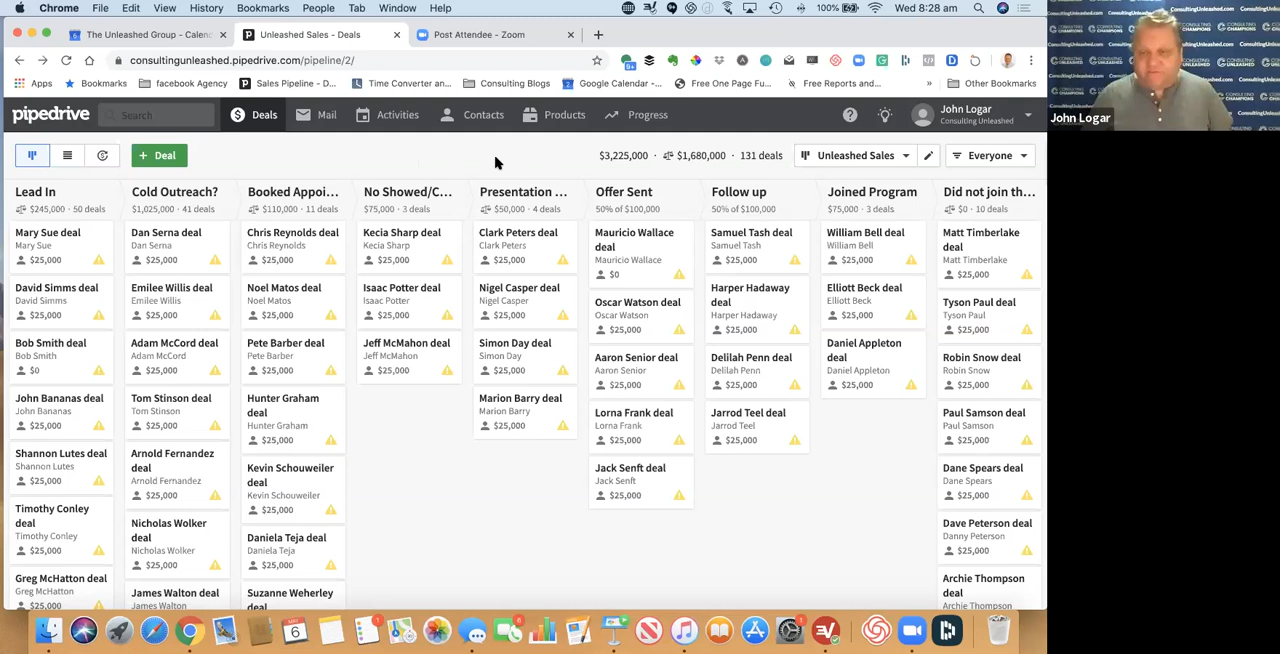 Chrome File Edit View History Bookmarks People Tab Window Help 100% Wed 8:28 am
The Unleashed Group - Calenc Unleashed Sales - Deals Post Attendee - Zoom
consultingunleashed.pipedrive.com/pipeline/2/
Apps Bookmarks facebook Agency Sales Pipeline - D... Time Converter an... Consulting Blogs Google Calendar -... Free One Page Fu... Free Reports and... » Other Bookmarks
pipedrive Search Deals Mail Activities Contacts Products Progress John Logar
Consulting Unleashed
+ Deal $3,225,000 · $1,680,000 · 131 deals Unleashed Sales Everyone
Lead In Cold Outreach? Booked Appoi... No Showed/C... Presentation ... Offer Sent Follow up Joined Program Did not join th...
$245,000 · 50 deals $1,025,000 · 41 deals $110,000 · 11 deals $75,000 · 3 deals $50,000 · 4 deals 50% of $100,000 50% of $100,000 $75,000 · 3 deals $0 · 10 deals
Mary Sue deal
Mary Sue
$25,000
David Simms deal
David Simms
$25,000
Bob Smith deal
Bob Smith
$0
John Bananas deal
John Bananas
$25,000
Shannon Lutes deal
Shannon Lutes
$25,000
Timothy Conley
deal
Timothy Conley
$25,000
Greg McHatton deal
Greg McHatton
$25,000
Dan Serna deal
Dan Serna
$25,000
Emilee Willis deal
Emilee Willis
$25,000
Adam McCord deal
Adam McCord
$25,000
Tom Stinson deal
Tom Stinson
$25,000
Arnold Fernandez
deal
Arnold Fernandez
$25,000
Nicholas Wolker
deal
Nicholas Wolker
$25,000
James Walton deal
James Walton
Chris Reynolds deal
Chris Reynolds
$25,000
Noel Matos deal
Noel Matos
$25,000
Pete Barber deal
Pete Barber
$25,000
Hunter Graham
deal
Hunter Graham
$25,000
Kevin Schouweiler
deal
Kevin Schouweiler
$25,000
Daniela Teja deal
Daniela Teja
$25,000
Suzanne Weherley
deal
Kecia Sharp deal
Kecia Sharp
$25,000
Isaac Potter deal
Isaac Potter
$25,000
Jeff McMahon deal
Jeff McMahon
$25,000
Clark Peters deal
Clark Peters
$25,000
Nigel Casper deal
Nigel Casper
$25,000
Simon Day deal
Simon Day
$25,000
Marion Barry deal
Marion Barry
$25,000
Mauricio Wallace
deal
Mauricio Wallace
$0
Oscar Watson deal
Oscar Watson
$25,000
Aaron Senior deal
Aaron Senior
$25,000
Lorna Frank deal
Lorna Frank
$25,000
Jack Senft deal
Jack Senft
$25,000
Samuel Tash deal
Samuel Tash
$25,000
Harper Hadaway
deal
Harper Hadaway
$25,000
Delilah Penn deal
Delilah Penn
$25,000
Jarrod Teel deal
Jarrod Teel
$25,000
William Bell deal
William Bell
$25,000
Elliott Beck deal
Elliott Beck
$25,000
Daniel Appleton
deal
Daniel Appleton
$25,000
Matt Timberlake
deal
Matt Timberlake
$25,000
Tyson Paul deal
Tyson Paul
$25,000
Robin Snow deal
Robin Snow
$25,000
Paul Samson deal
Paul Samson
$25,000
Dane Spears deal
Dane Spears
$25,000
Dave Peterson deal
Danny Peterson
$25,000
Archie Thompson
deal
Archie Thompson
John Logar
ConsultingUnleashed.com
MAY
6